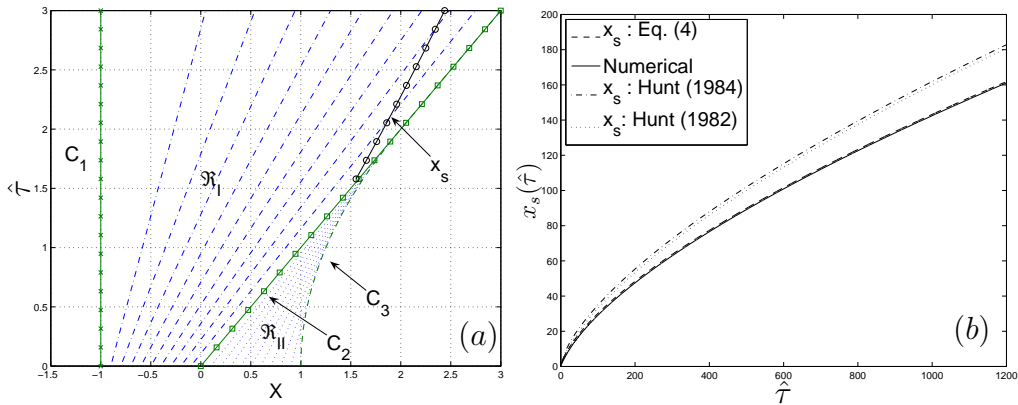 3
2.5
2
1.5
1
0.5
0
τ̂
C1
ℜI
xs
C3
C2
ℜII
(a)
−1.5 −1 −0.5 0 0.5 1 1.5 2 2.5 3
X
200
180
160
140
120
100
80
60
40
20
0
xs(τ̂)
xs: Eq. (4)
Numerical
xs: Hunt (1984)
xs: Hunt (1982)
(b)
0 200 400 600 800 1000 1200
τ̂